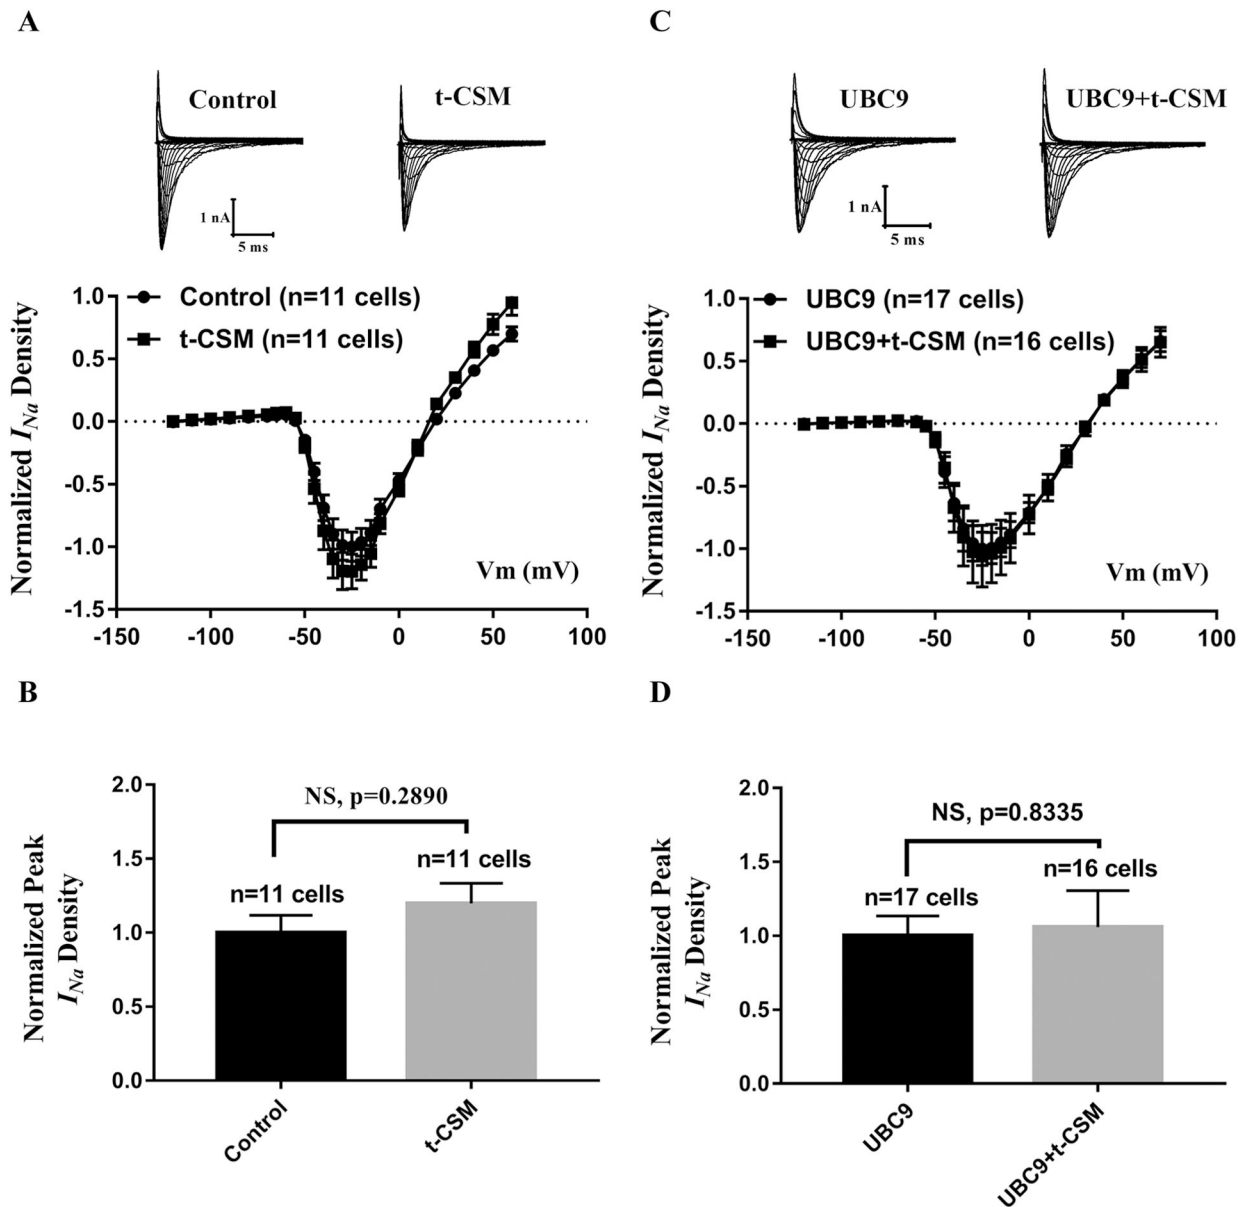 A
Control
t-CSM
1 nA
5 ms
Normalized I_Na Density
Control (n=11 cells)
t-CSM (n=11 cells)
1.0
0.5
0.0
-0.5
-1.0
-1.5
Vm (mV)
-150 -100 -50 0 50 100
C
UBC9
UBC9+t-CSM
1 nA
5 ms
Normalized I_Na Density
UBC9 (n=17 cells)
UBC9+t-CSM (n=16 cells)
1.0
0.5
0.0
-0.5
-1.0
-1.5
Vm (mV)
-150 -100 -50 0 50 100
B
Normalized Peak
I_Na Density
2.0
1.5
1.0
0.5
0.0
NS, p=0.2890
n=11 cells
n=11 cells
Control
t-CSM
D
Normalized Peak
I_Na Density
2.0
1.5
1.0
0.5
0.0
NS, p=0.8335
n=17 cells
n=16 cells
UBC9
UBC9+t-CSM